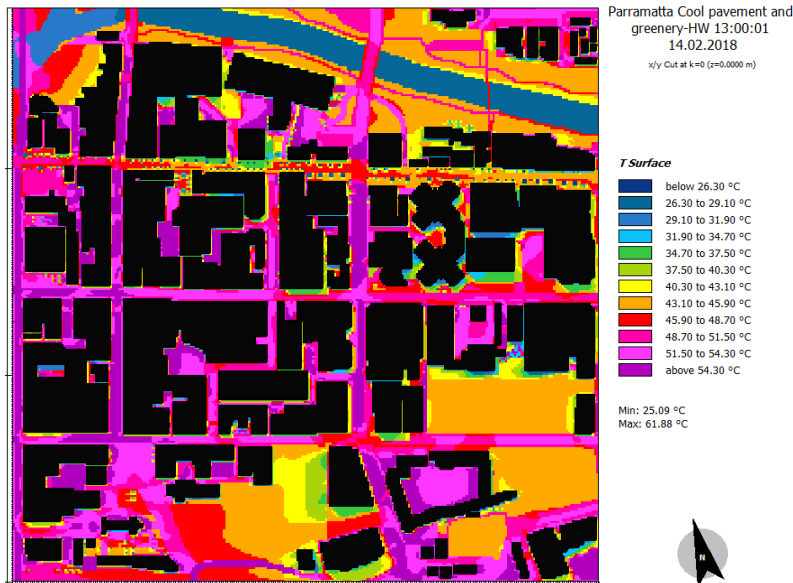 Parramatta Cool pavement and
greenery-HW 13:00:01
14.02.2018
x/y Cut at k=0 (z=0.0000 m)
T Surface
below 26.30 °C
26.30 to 29.10 °C
29.10 to 31.90 °C
31.90 to 34.70 °C
34.70 to 37.50 °C
37.50 to 40.30 °C
40.30 to 43.10 °C
43.10 to 45.90 °C
45.90 to 48.70 °C
48.70 to 51.50 °C
51.50 to 54.30 °C
above 54.30 °C
Min: 25.09 °C
Max: 61.88 °C
N